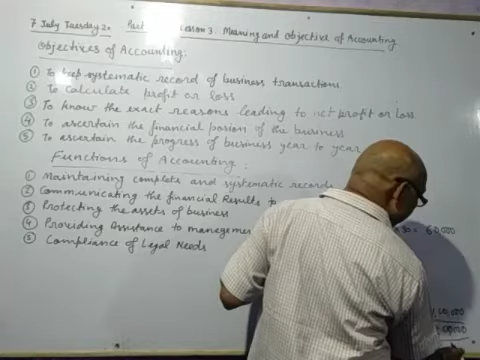 7 July Tuesday 20 Part Lesson 3. Meaning and objective of Accounting
Objectives of Accounting:
① To keep systematic record of business transactions.
② To calculate profit or loss
③ To know the exact reasons leading to net profit or loss.
④ To ascertain the financial posion of the business
⑤ To ascertain the progress of business year to year
Functions of Accounting:
① Maintaining complete and systematic records
② Communicating the financial Results to
③ Protecting the assets of business
④ Providing Assistance to managemen
⑤ Compliance of Legal Needs